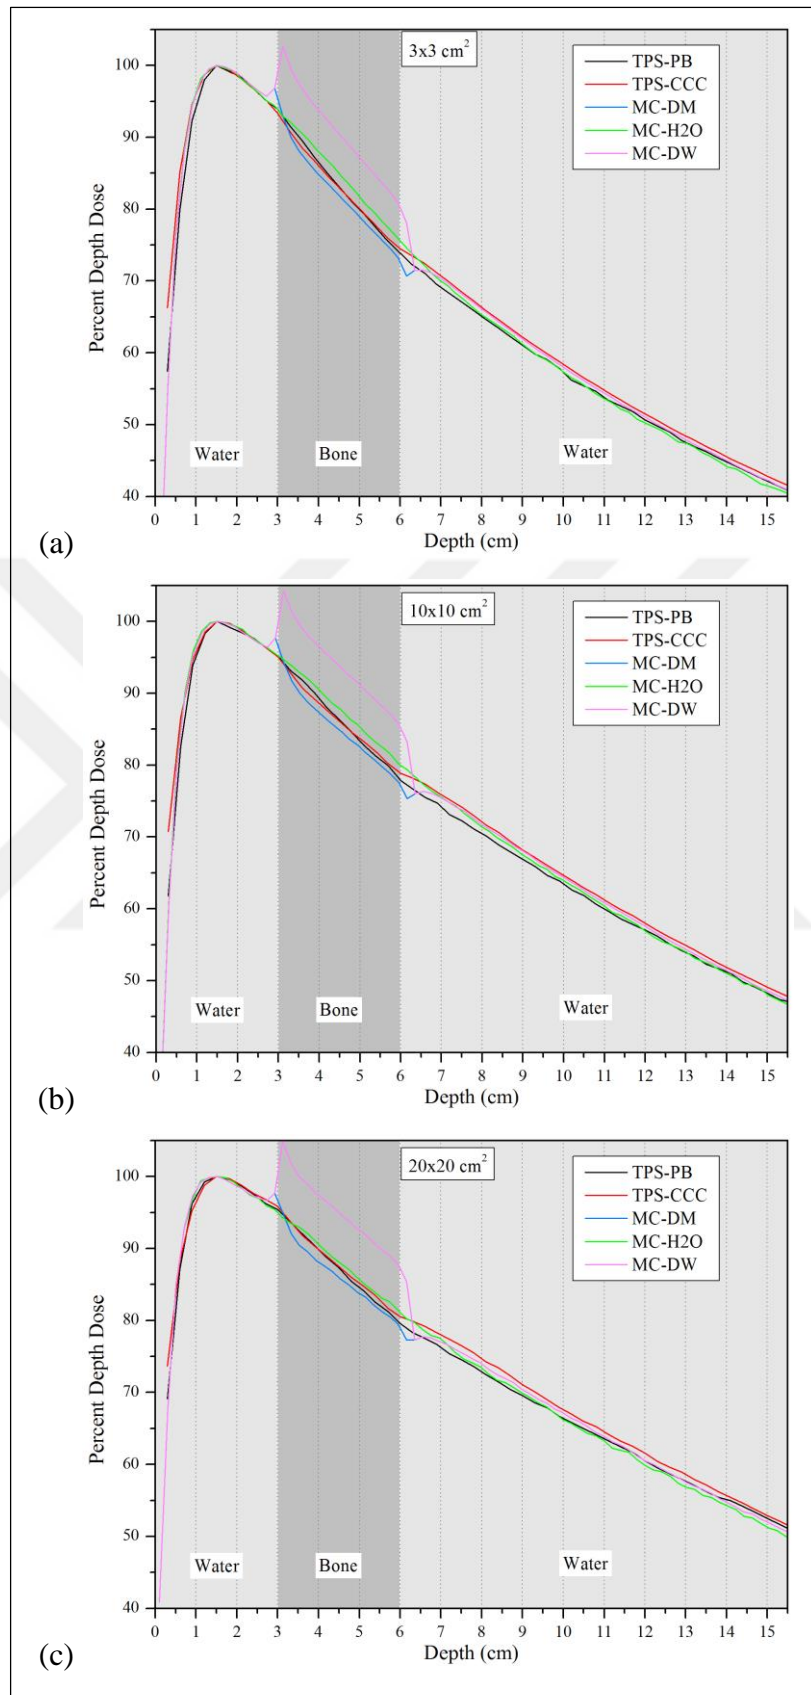 3x3 cm²
TPS-PB
TPS-CCC
MC-DM
MC-H2O
MC-DW
Percent Depth Dose
100
90
80
70
60
50
40
Water
Bone
Water
0 1 2 3 4 5 6 7 8 9 10 11 12 13 14 15
Depth (cm)
(a)
10x10 cm²
TPS-PB
TPS-CCC
MC-DM
MC-H2O
MC-DW
Percent Depth Dose
100
90
80
70
60
50
40
Water
Bone
Water
0 1 2 3 4 5 6 7 8 9 10 11 12 13 14 15
Depth (cm)
(b)
20x20 cm²
TPS-PB
TPS-CCC
MC-DM
MC-H2O
MC-DW
Percent Depth Dose
100
90
80
70
60
50
40
Water
Bone
Water
0 1 2 3 4 5 6 7 8 9 10 11 12 13 14 15
Depth (cm)
(c)